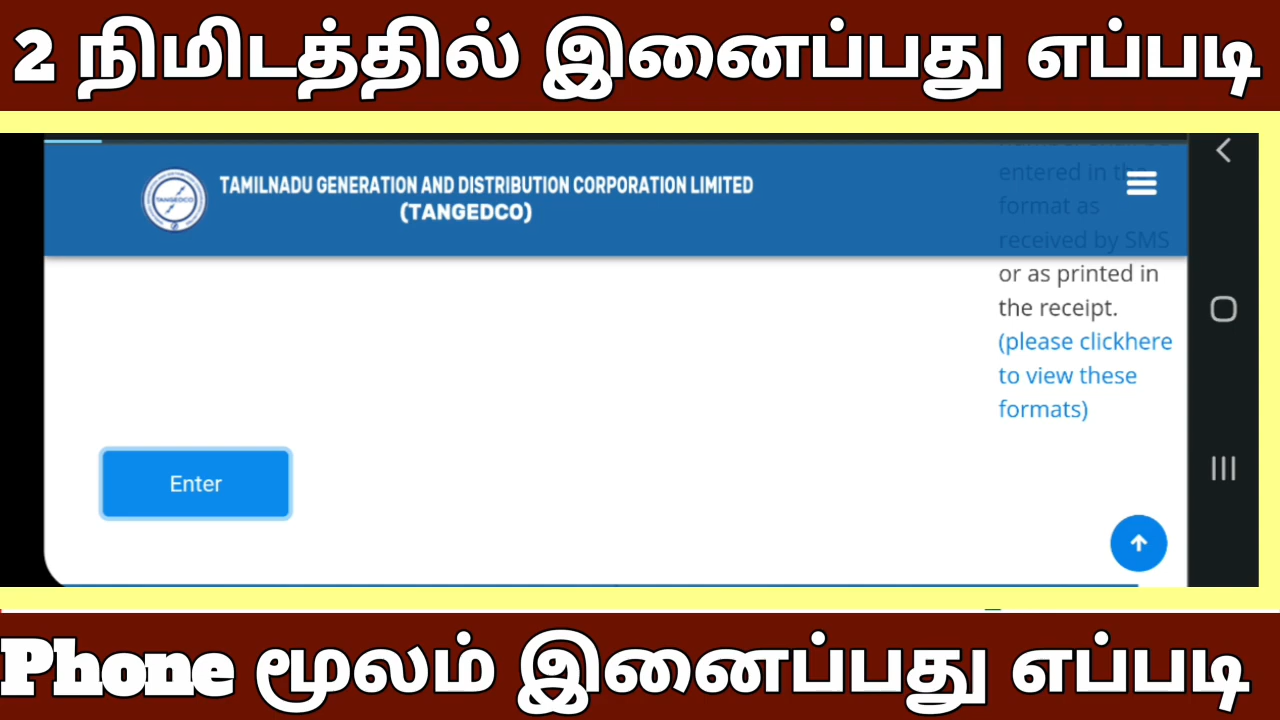 2 நிமிடத்தில் இனைப்பது எப்படி
TAMILNADU GENERATION AND DISTRIBUTION CORPORATION LIMITED
(TANGEDCO)
TANGEDCO
entered in the
format as
received by SMS
or as printed in
the receipt.
(please clickhere
to view these
formats)
Enter
Phone மூலம் இனைப்பது எப்படி